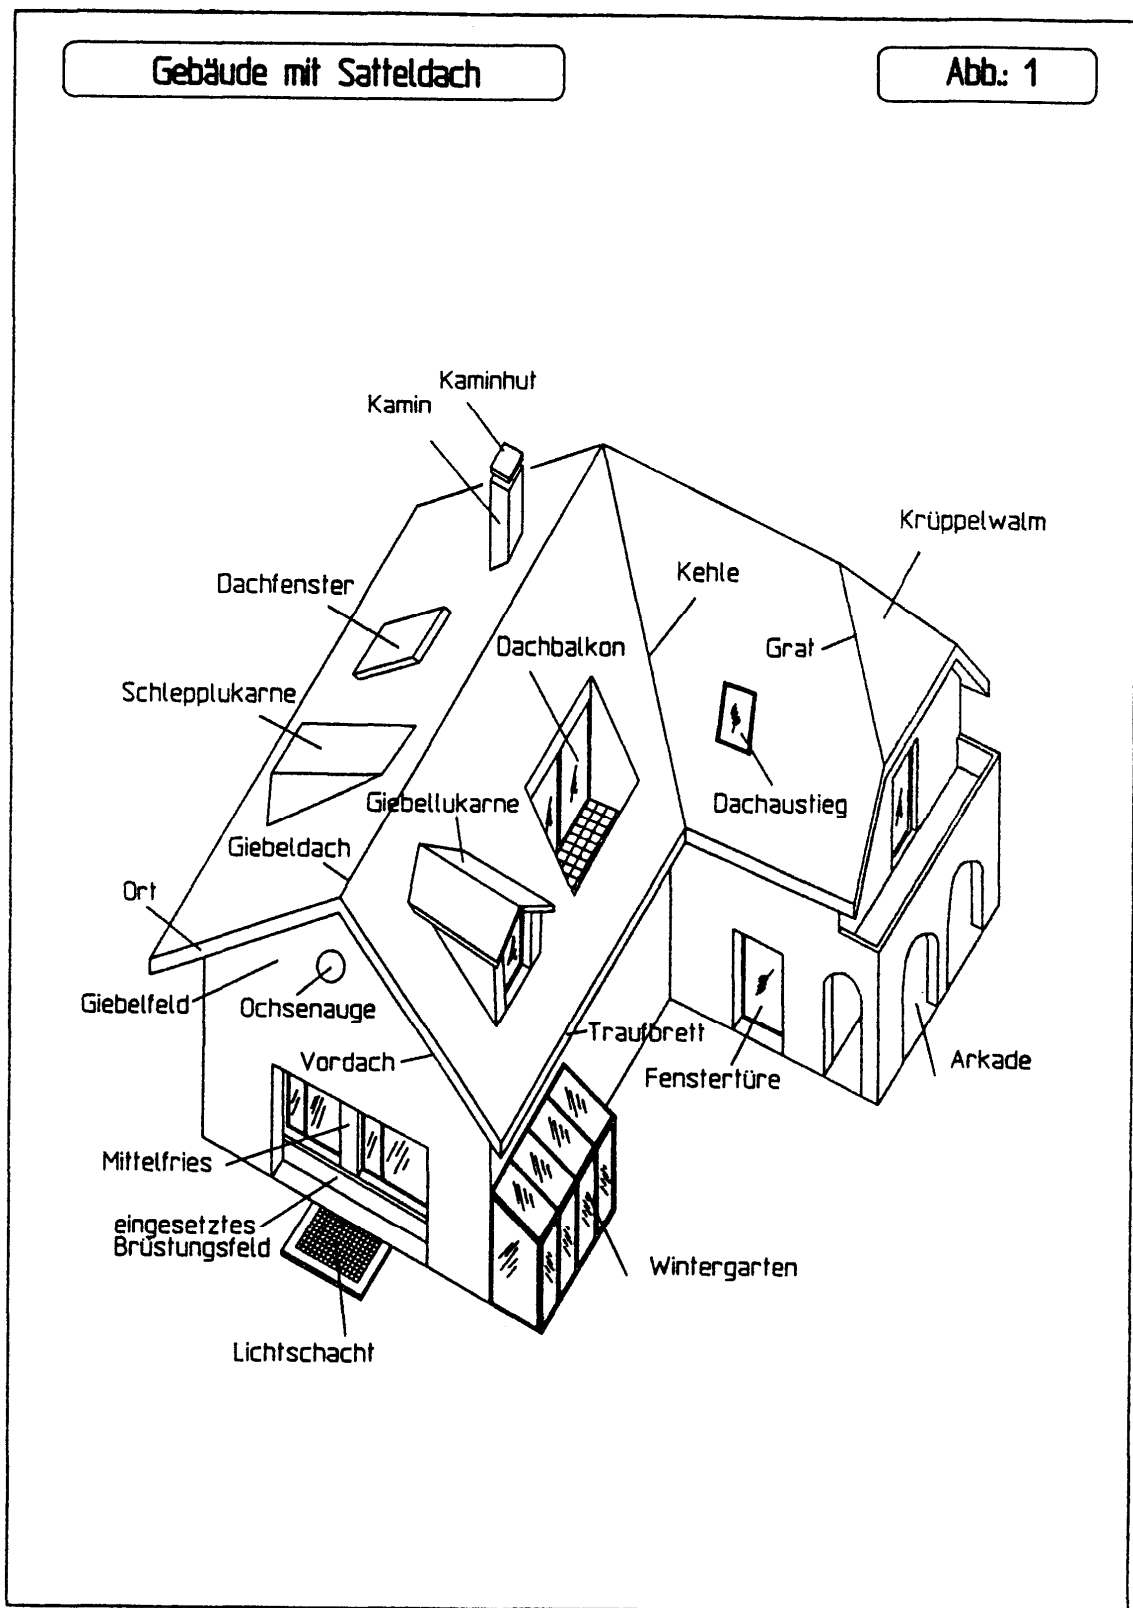 Gebäude mit Satteldach
Abb.: 1
Kaminhut
Kamin
Krüppelwalm
Kehle
Dachfenster
Grat
Dachbalkon
Schlepplukarne
Giebellukarne
Dachaustieg
Giebeldach
Ort
Giebelfeld
Ochsenauge
Traufbrett
Vordach
Fenstertüre
Arkade
Mittelfries
eingesetztes
Brüstungsfeld
Wintergarten
Lichtschacht